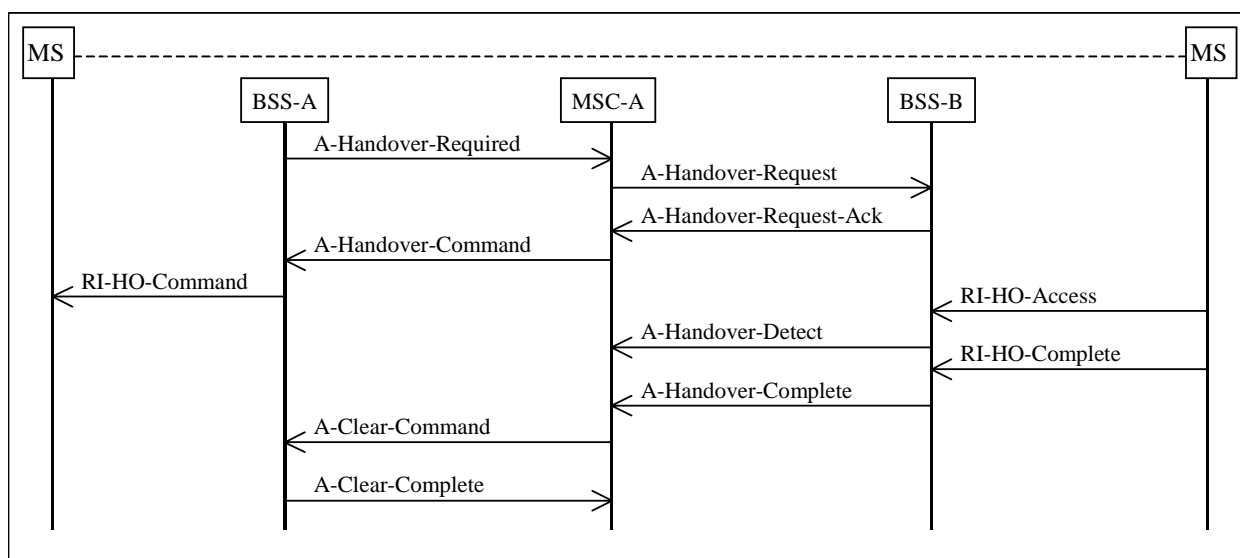 MS
MS
BSS-A
MSC-A
BSS-B
A-Handover-Required
A-Handover-Request
A-Handover-Request-Ack
A-Handover-Command
RI-HO-Command
RI-HO-Access
A-Handover-Detect
RI-HO-Complete
A-Handover-Complete
A-Clear-Command
A-Clear-Complete